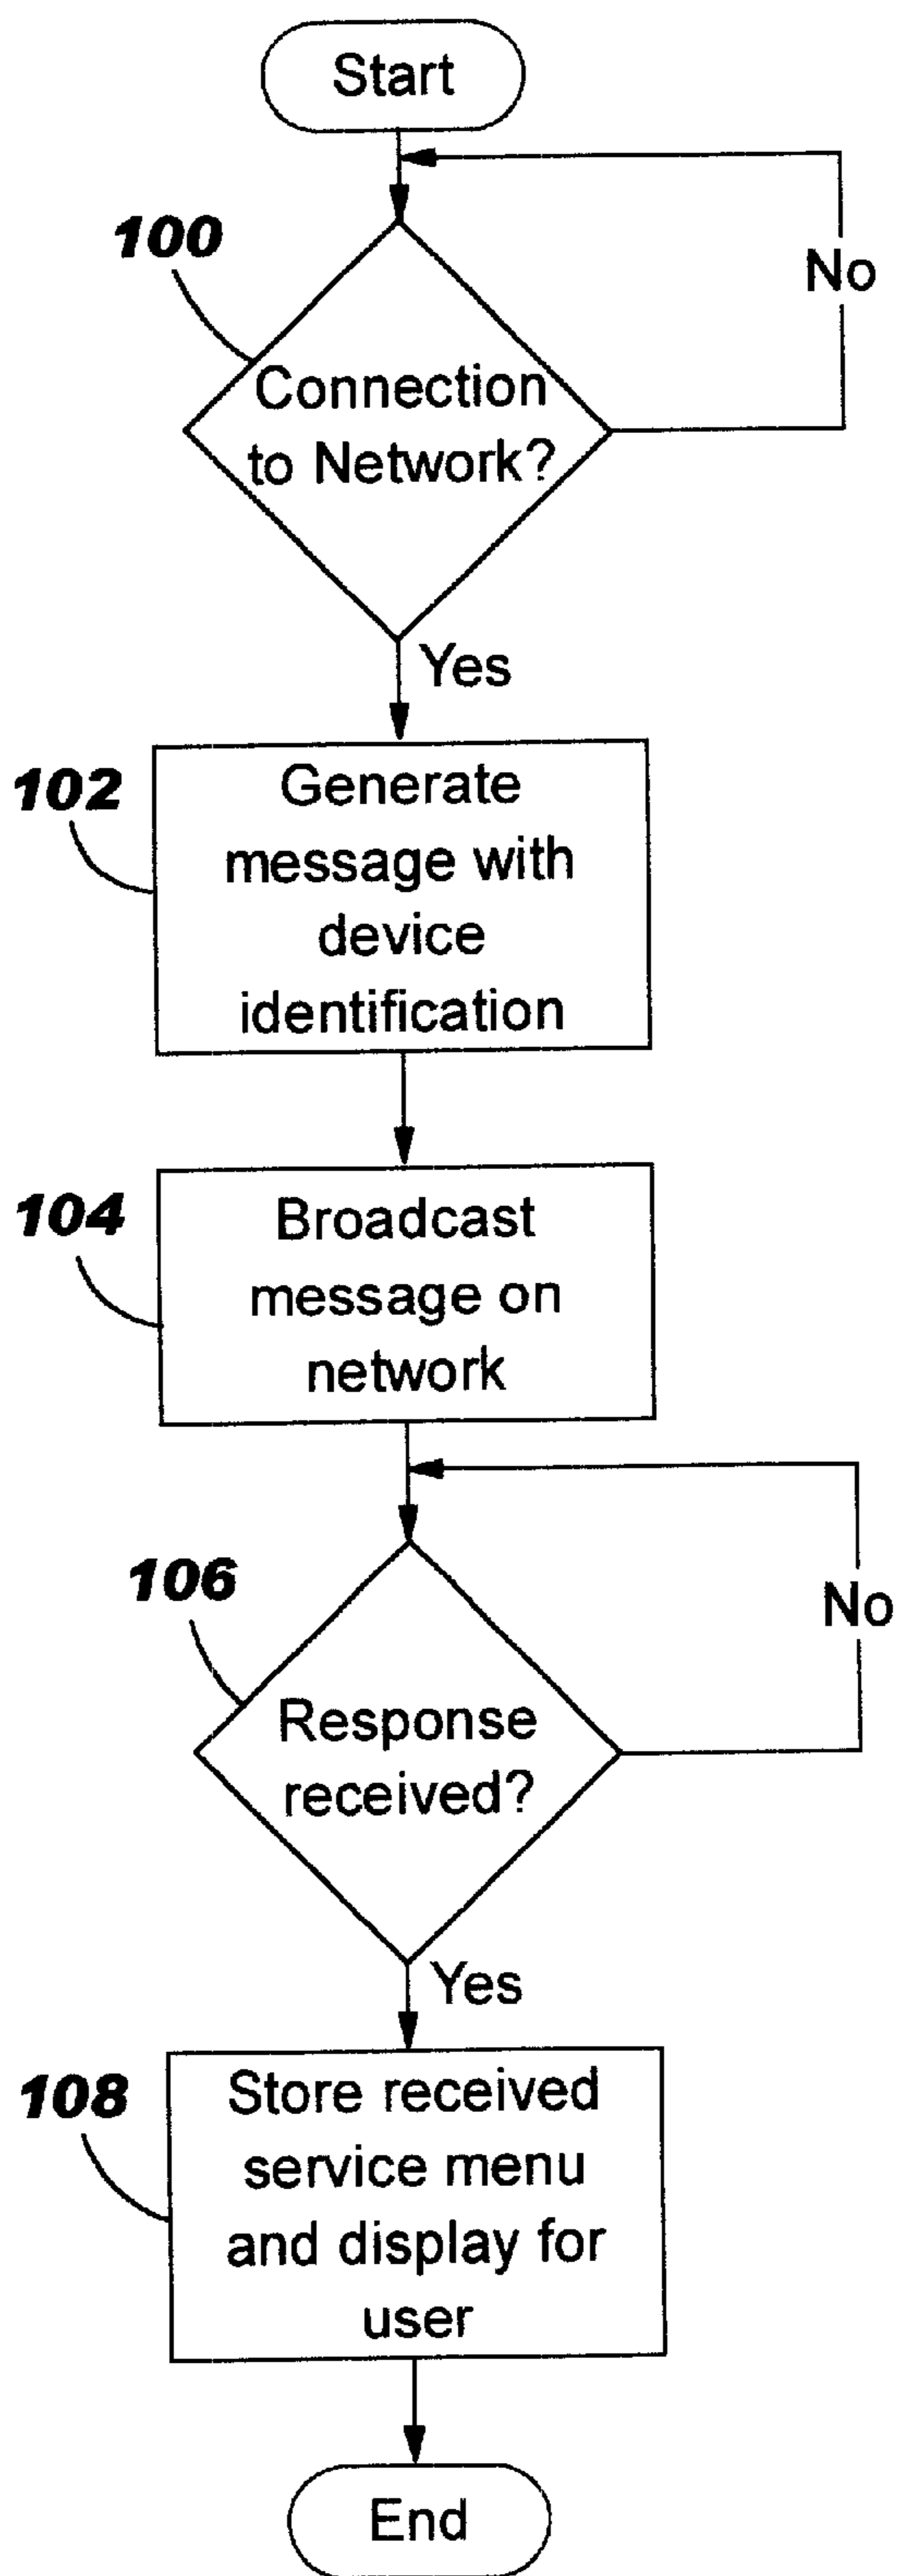 Start
100
No
Connection
to Network?
Yes
102
Generate
message with
device
identification
104
Broadcast
message on
network
106
No
Response
received?
Yes
108
Store received
service menu
and display for
user
End